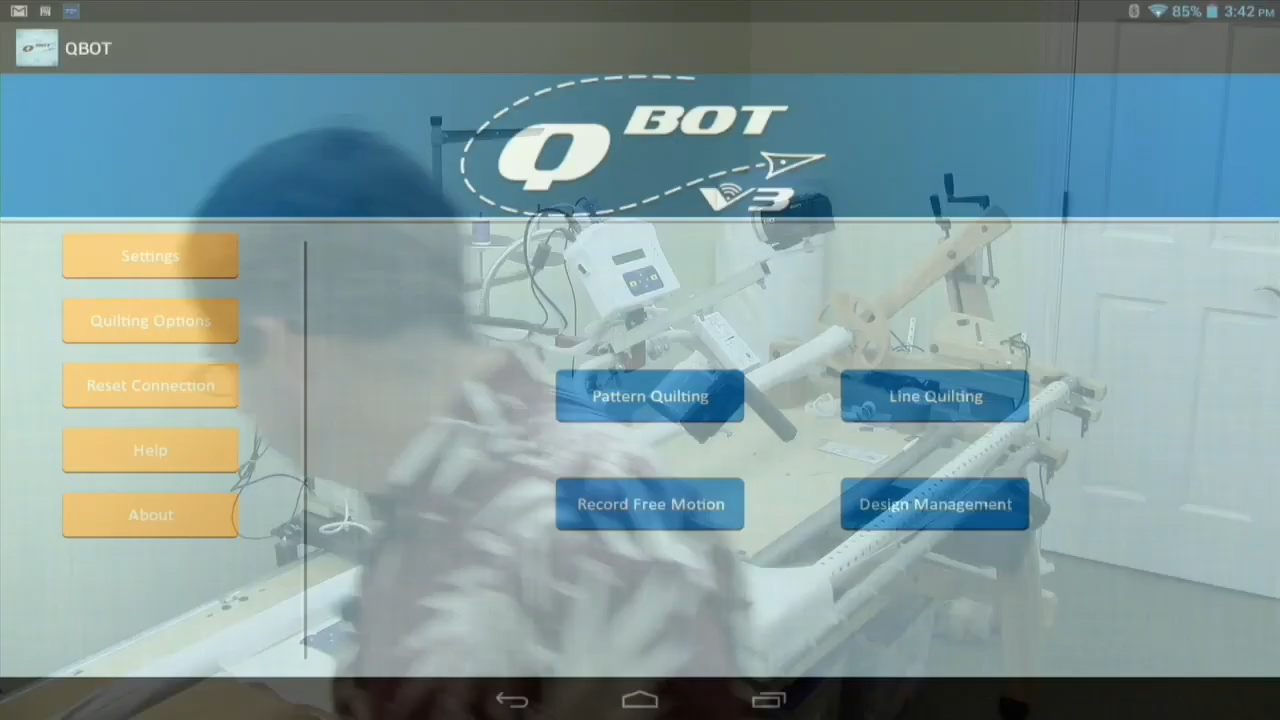 85% 3:42 PM
QBOT
QBOT
V3
Settings
Quilting Options
Reset Connection
Help
About
Pattern Quilting
Line Quilting
Record Free Motion
Design Management